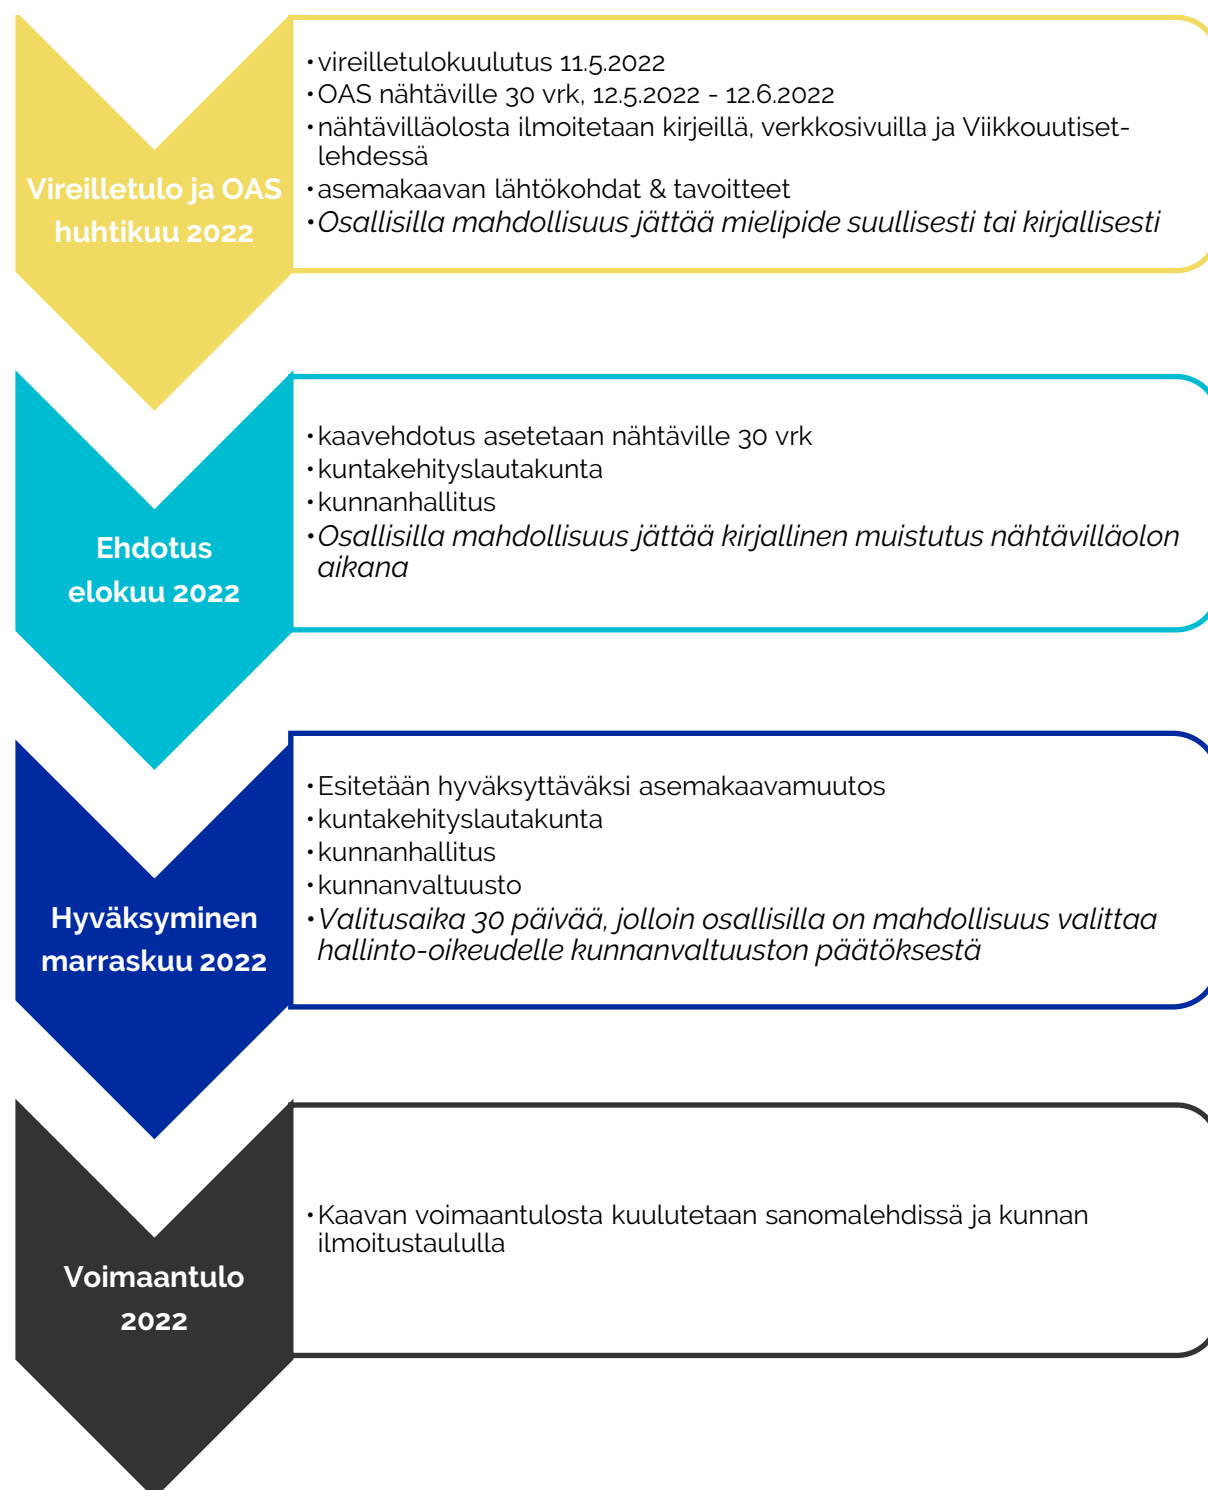 Vireilletulo ja OAS
huhtikuu 2022
•vireilletulokuulutus 11.5.2022
•OAS nähtäville 30 vrk, 12.5.2022 - 12.6.2022
•nähtävilläolosta ilmoitetaan kirjeillä, verkkosivuilla ja Viikkouutiset-
lehdessä
•asemakaavan lähtökohdat & tavoitteet
•Osallisilla mahdollisuus jättää mielipide suullisesti tai kirjallisesti
Ehdotus
elokuu 2022
•kaavehdotus asetetaan nähtäville 30 vrk
•kuntakehityslautakunta
•kunnanhallitus
•Osallisilla mahdollisuus jättää kirjallinen muistutus nähtävilläolon
aikana
Hyväksyminen
marraskuu 2022
•Esitetään hyväksyttäväksi asemakaavamuutos
•kuntakehityslautakunta
•kunnanhallitus
•kunnanvaltuusto
•Valitusaika 30 päivää, jolloin osallisilla on mahdollisuus valittaa
hallinto-oikeudelle kunnanvaltuuston päätöksestä
Voimaantulo
2022
•Kaavan voimaantulosta kuulutetaan sanomalehdissä ja kunnan
ilmoitustaululla